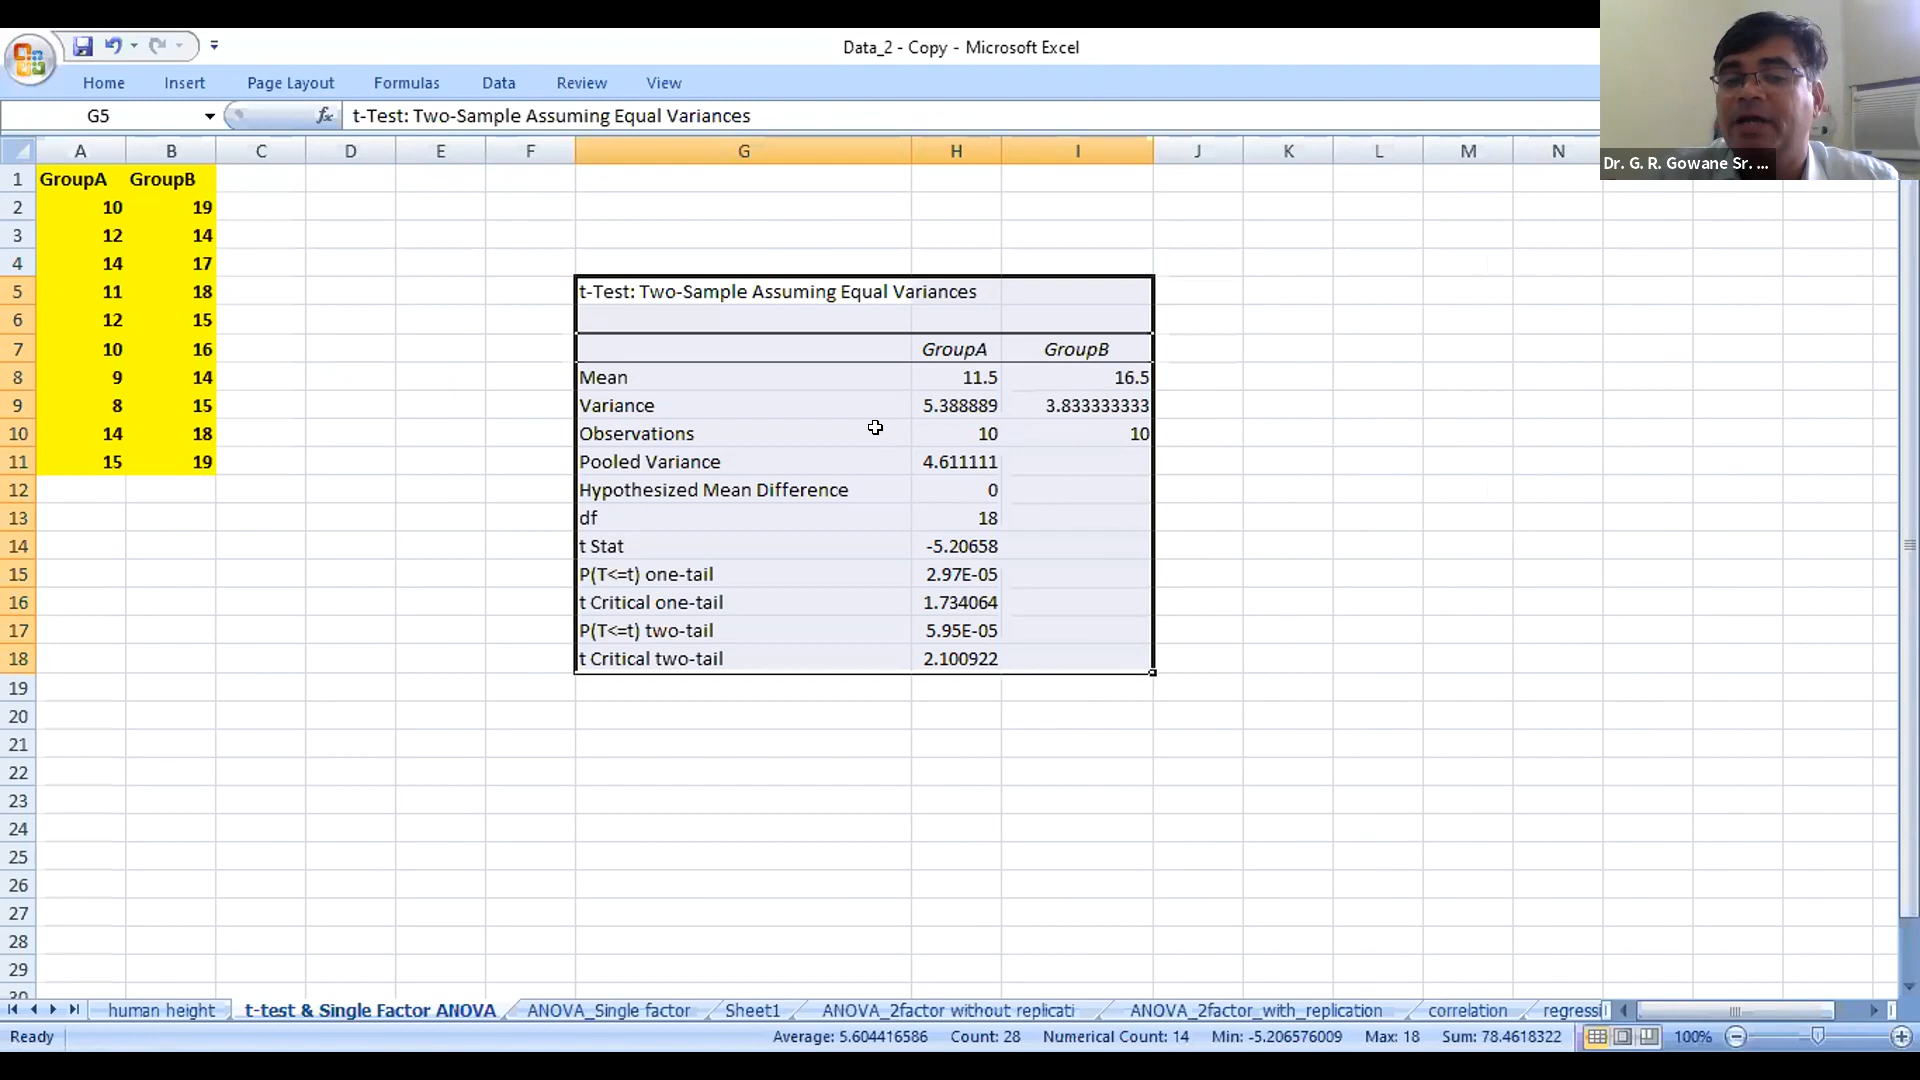 Data_2 - Copy - Microsoft Excel
Home Insert Page Layout Formulas Data Review View
G5 fx t-Test: Two-Sample Assuming Equal Variances
Dr. G. R. Gowane Sr. ...
A B C D E F G H I J K L M N
1 GroupA GroupB
2 10 19
3 12 14
4 14 17
5 11 18 t-Test: Two-Sample Assuming Equal Variances
6 12 15
7 10 16 GroupA GroupB
8 9 14 Mean 11.5 16.5
9 8 15 Variance 5.388889 3.833333333
10 14 18 Observations 10 10
11 15 19 Pooled Variance 4.611111
12 Hypothesized Mean Difference 0
13 df 18
14 t Stat -5.20658
15 P(T<=t) one-tail 2.97E-05
16 t Critical one-tail 1.734064
17 P(T<=t) two-tail 5.95E-05
18 t Critical two-tail 2.100922
19
20
21
22
23
24
25
26
27
28
29
30
human height t-test & Single Factor ANOVA ANOVA_Single factor Sheet1 ANOVA_2factor without replicati ANOVA_2factor_with_replication correlation regressi
Ready Average: 5.604416586 Count: 28 Numerical Count: 14 Min: -5.206576009 Max: 18 Sum: 78.4618322 100%